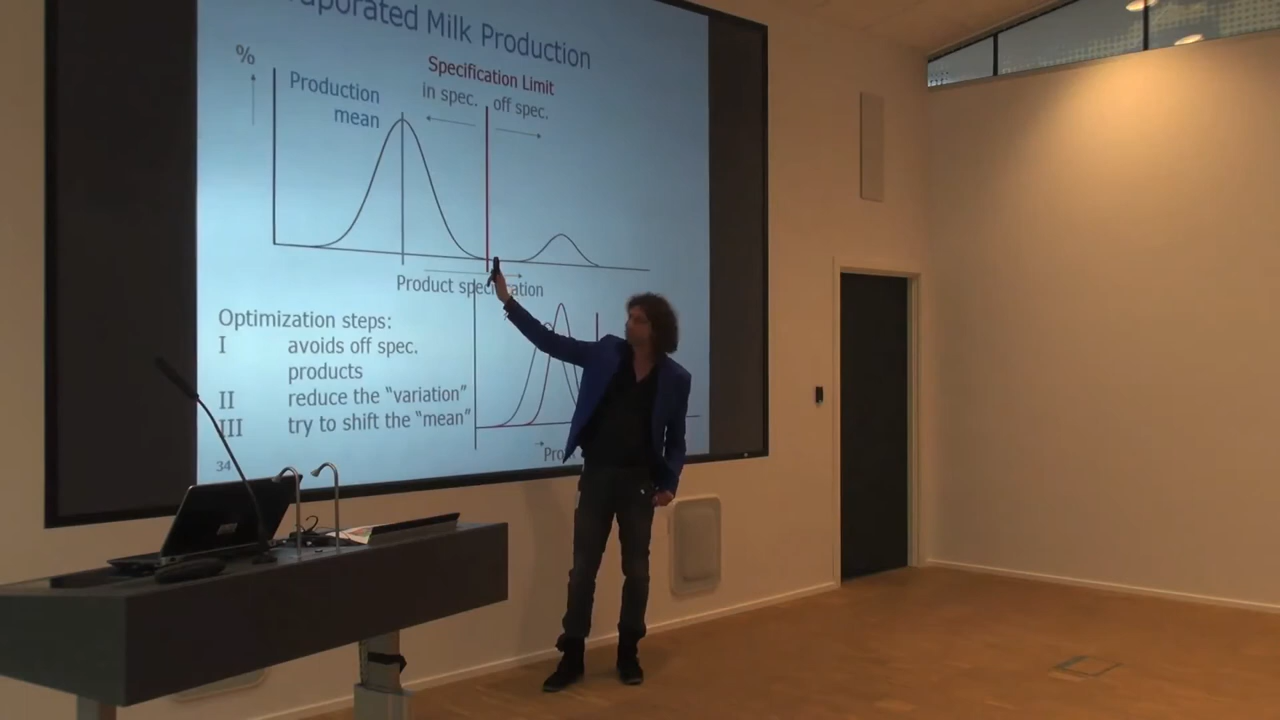 Milk Production
%
Specification Limit
Production
mean
in spec.
off spec.
Product specification
Optimization steps:
I avoids off spec.
products
II reduce the “variation”
III try to shift the “mean”
34